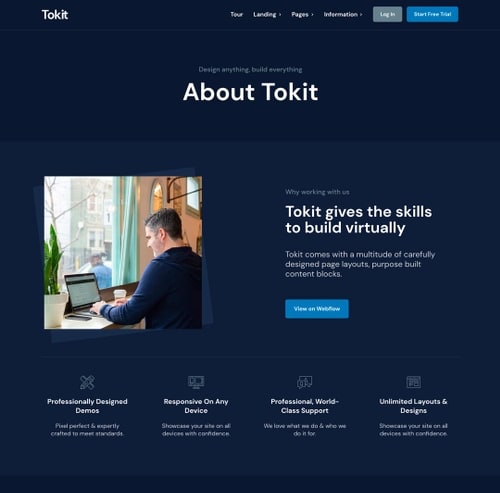 Tokit
Tour Landing Pages Information Log In Start Free Trial
Design anything, build everything
About Tokit
Why working with us
Tokit gives the skills
to build virtually
Tokit comes with a multitude of carefully
designed page layouts, purpose built
content blocks.
View on Webflow
Professionally Designed
Demos
Pixel perfect & expertly
crafted to meet standards.
Responsive On Any
Device
Showcase your site on all
devices with confidence.
Professional, World-
Class Support
We love what we do & who we
do it for.
Unlimited Layouts &
Designs
Showcase your site on all
devices with confidence.